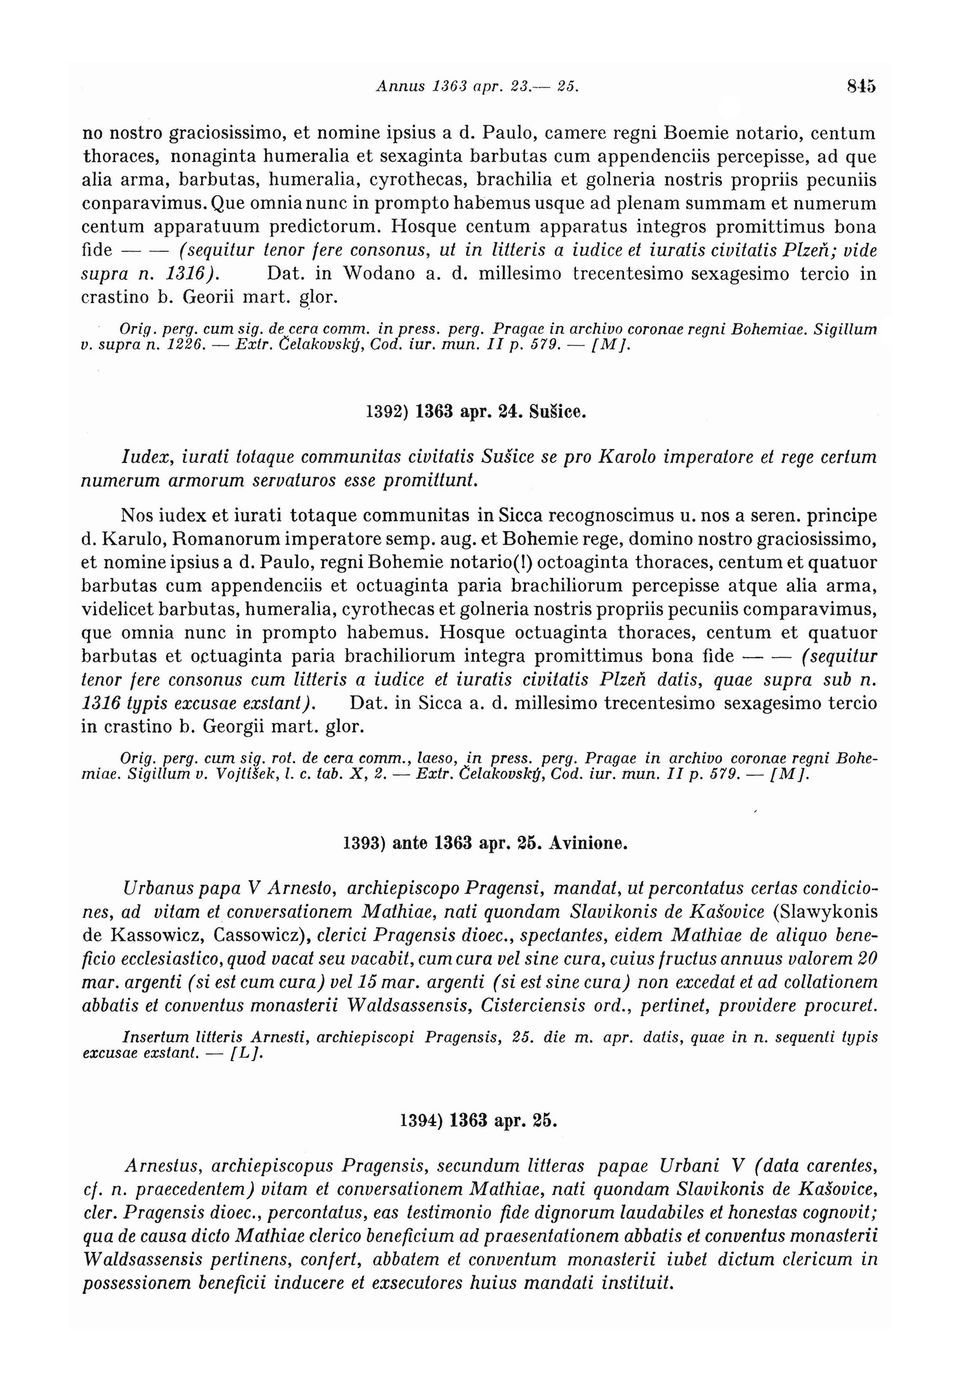 Annus 1363 apr. 23.— 25. 845
no nostro graciosissimo, et nomine ipsius a d. Paulo, camere regni Boemie notario, centum
thoraces, nonaginta humeralia et sexaginta barbutas cum appendenciis percepisse, ad que
alia arma, barbutas, humeralia, cyrothecas, brachilia et golneria nostris propriis pecuniis
conparavimus. Que omnia nunc in prompto habemus usque ad plenam summam et numerum
centum apparatuum predictorum. Hosque centum apparatus integros promittimus bona
fide — — (sequitur tenor fere consonus, ut in litteris a iudice et iuratis civitatis Plzeň; vide
supra n. 1316). Dat. in Wodano a. d. millesimo trecentesimo sexagesimo tercio in
crastino b. Georii mart. glor.
Orig. perg. cum sig. de cera comm. in press. perg. Pragae in archivo coronae regni Bohemiae. Sigillum
v. supra n. 1226. — Extr. Čelakovský, Cod. iur. mun. II p. 579. — [M].
1392) 1363 apr. 24. Sušice.
Iudex, iurati totaque communitas civitatis Sušice se pro Karolo imperatore et rege certum
numerum armorum servaturos esse promittunt.
Nos iudex et iurati totaque communitas in Sicca recognoscimus u. nos a seren. principe
d. Karulo, Romanorum imperatore semp. aug. et Bohemie rege, domino nostro graciosissimo,
et nomine ipsius a d. Paulo, regni Bohemie notario(!) octoaginta thoraces, centum et quatuor
barbutas cum appendenciis et octuaginta paria brachiliorum percepisse atque alia arma,
videlicet barbutas, humeralia, cyrothecas et golneria nostris propriis pecuniis comparavimus,
que omnia nunc in prompto habemus. Hosque octuaginta thoraces, centum et quatuor
barbutas et octuaginta paria brachiliorum integra promittimus bona fide — — (sequitur
tenor fere consonus cum litteris a iudice et iuratis civitatis Plzeň datis, quae supra sub n.
1316 typis excusae exstant). Dat. in Sicca a. d. millesimo trecentesimo sexagesimo tercio
in crastino b. Georgii mart. glor.
Orig. perg. cum sig. rot. de cera comm., laeso, in press. perg. Pragae in archivo coronae regni Bohe-
miae. Sigillum v. Vojtíšek, l. c. tab. X, 2. — Extr. Čelakovský, Cod. iur. mun. II p. 579. — [M].
1393) ante 1363 apr. 25. Avinione.
Urbanus papa V Arnesto, archiepiscopo Pragensi, mandat, ut percontatus certas condicio-
nes, ad vitam et conversationem Mathiae, nati quondam Slavikonis de Kašovice (Slawykonis
de Kassowicz, Cassowicz), clerici Pragensis dioec., spectantes, eidem Mathiae de aliquo bene-
ficio ecclesiastico, quod vacat seu vacabit, cum cura vel sine cura, cuius fructus annuus valorem 20
mar. argenti (si est cum cura) vel 15 mar. argenti (si est sine cura) non excedat et ad collationem
abbatis et conventus monasterii Waldsassensis, Cisterciensis ord., pertinet, providere procuret.
Insertum litteris Arnesti, archiepiscopi Pragensis, 25. die m. apr. datis, quae in n. sequenti typis
excusae exstant. — [L].
1394) 1363 apr. 25.
Arnestus, archiepiscopus Pragensis, secundum litteras papae Urbani V (data carentes,
cf. n. praecedentem) vitam et conversationem Mathiae, nati quondam Slavikonis de Kašovice,
cler. Pragensis dioec., percontatus, eas testimonio fide dignorum laudabiles et honestas cognovit;
qua de causa dicto Mathiae clerico beneficium ad praesentationem abbatis et conventus monasterii
Waldsassensis pertinens, confert, abbatem et conventum monasterii iubet dictum clericum in
possessionem beneficii inducere et exsecutores huius mandati instituit.